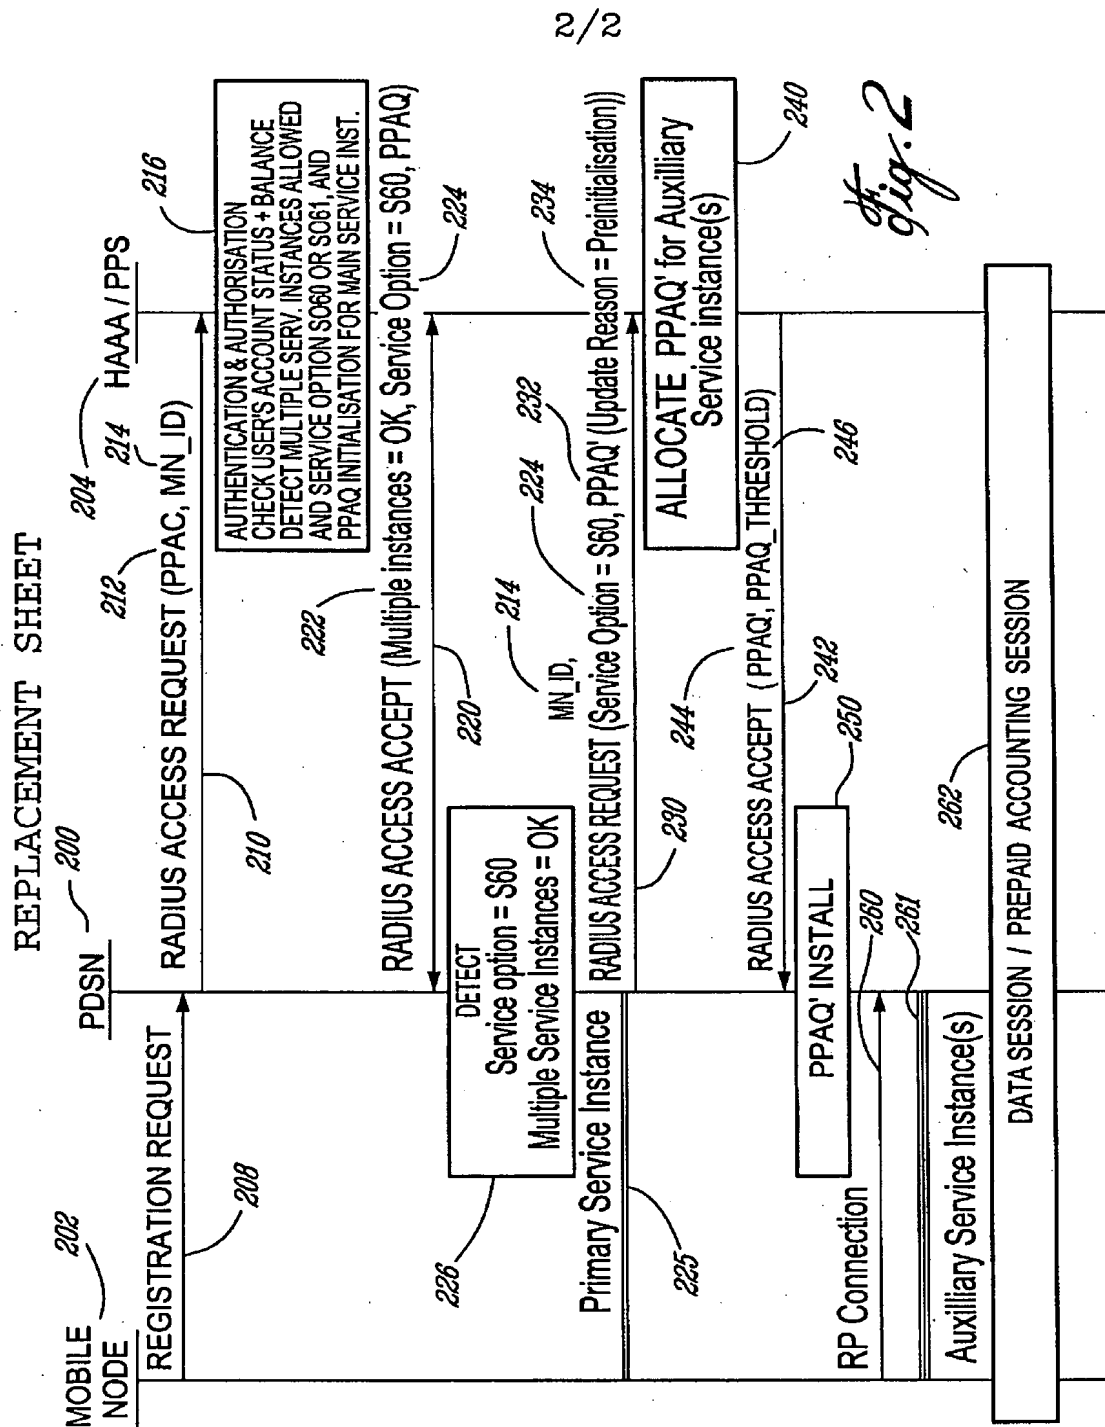 2/2
REPLACEMENT SHEET
MOBILE
NODE
202
PDSN
200
HAAA / PPS
204
REGISTRATION REQUEST
208
RADIUS ACCESS REQUEST (PPAC, MN_ID)
210
212
214
AUTHENTICATION & AUTHORISATION
CHECK USER'S ACCOUNT STATUS + BALANCE
DETECT MULTIPLE SERV. INSTANCES ALLOWED
AND SERVICE OPTION SO60 OR SO61, AND
PPAQ INITIALISATION FOR MAIN SERVICE INST.
216
RADIUS ACCESS ACCEPT (Multiple instances = OK, Service Option = S60, PPAQ)
220
222
224
DETECT
Service option = S60
Multiple Service Instances = OK
226
Primary Service Instance
225
MN_ID,
214
RADIUS ACCESS REQUEST (Service Option = S60, PPAQ' (Update Reason = Preinitialisation))
230
224
232
234
ALLOCATE PPAQ' for Auxilliary
Service instance(s)
240
RADIUS ACCESS ACCEPT (PPAQ', PPAQ_THRESHOLD)
242
244
246
PPAQ' INSTALL
250
RP Connection
260
261
Auxilliary Service Instance(s)
262
DATA SESSION / PREPAID ACCOUNTING SESSION
Fig. 2